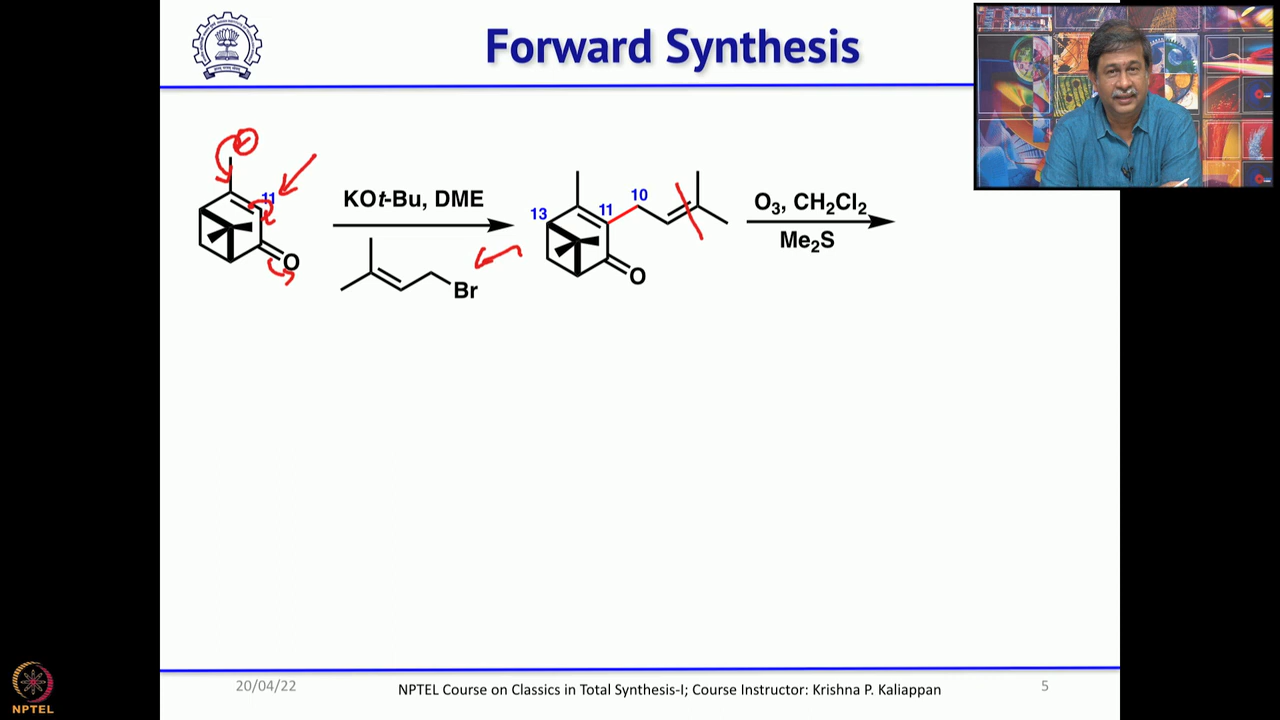 Forward Synthesis
11
KOt-Bu, DME
O
Br
13
11
10
O
O3, CH2Cl2
Me2S
20/04/22
NPTEL Course on Classics in Total Synthesis-I; Course Instructor: Krishna P. Kaliappan
5
NPTEL